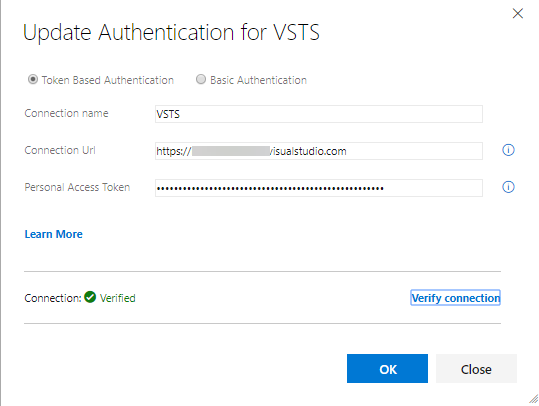 Update Authentication for VSTS
Token Based Authentication Basic Authentication
Connection name VSTS
Connection Url https:// visualstudio.com
Personal Access Token ••••••••••••••••••••••••••••••••••••••••••••••••••••
Learn More
Connection: Verified Verify connection
OK Close